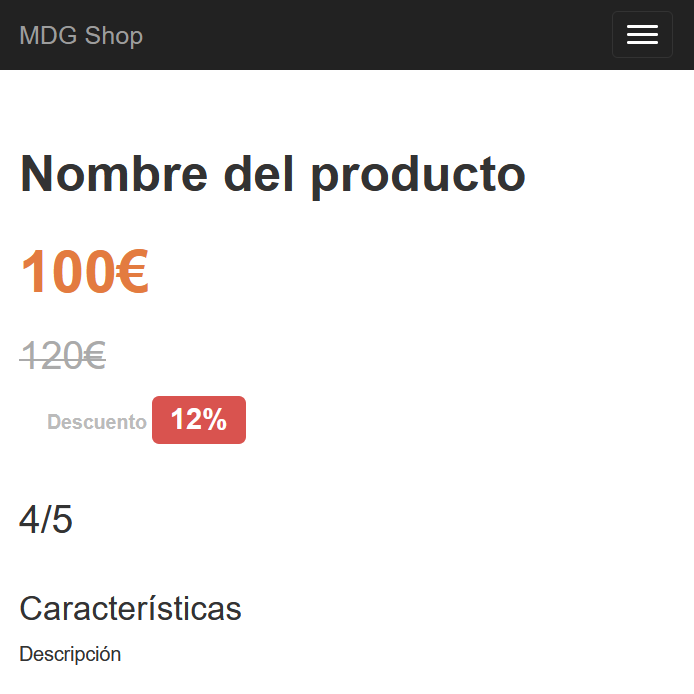 MDG Shop
Nombre del producto
100€
120€
Descuento 12%
4/5
Características
Descripción